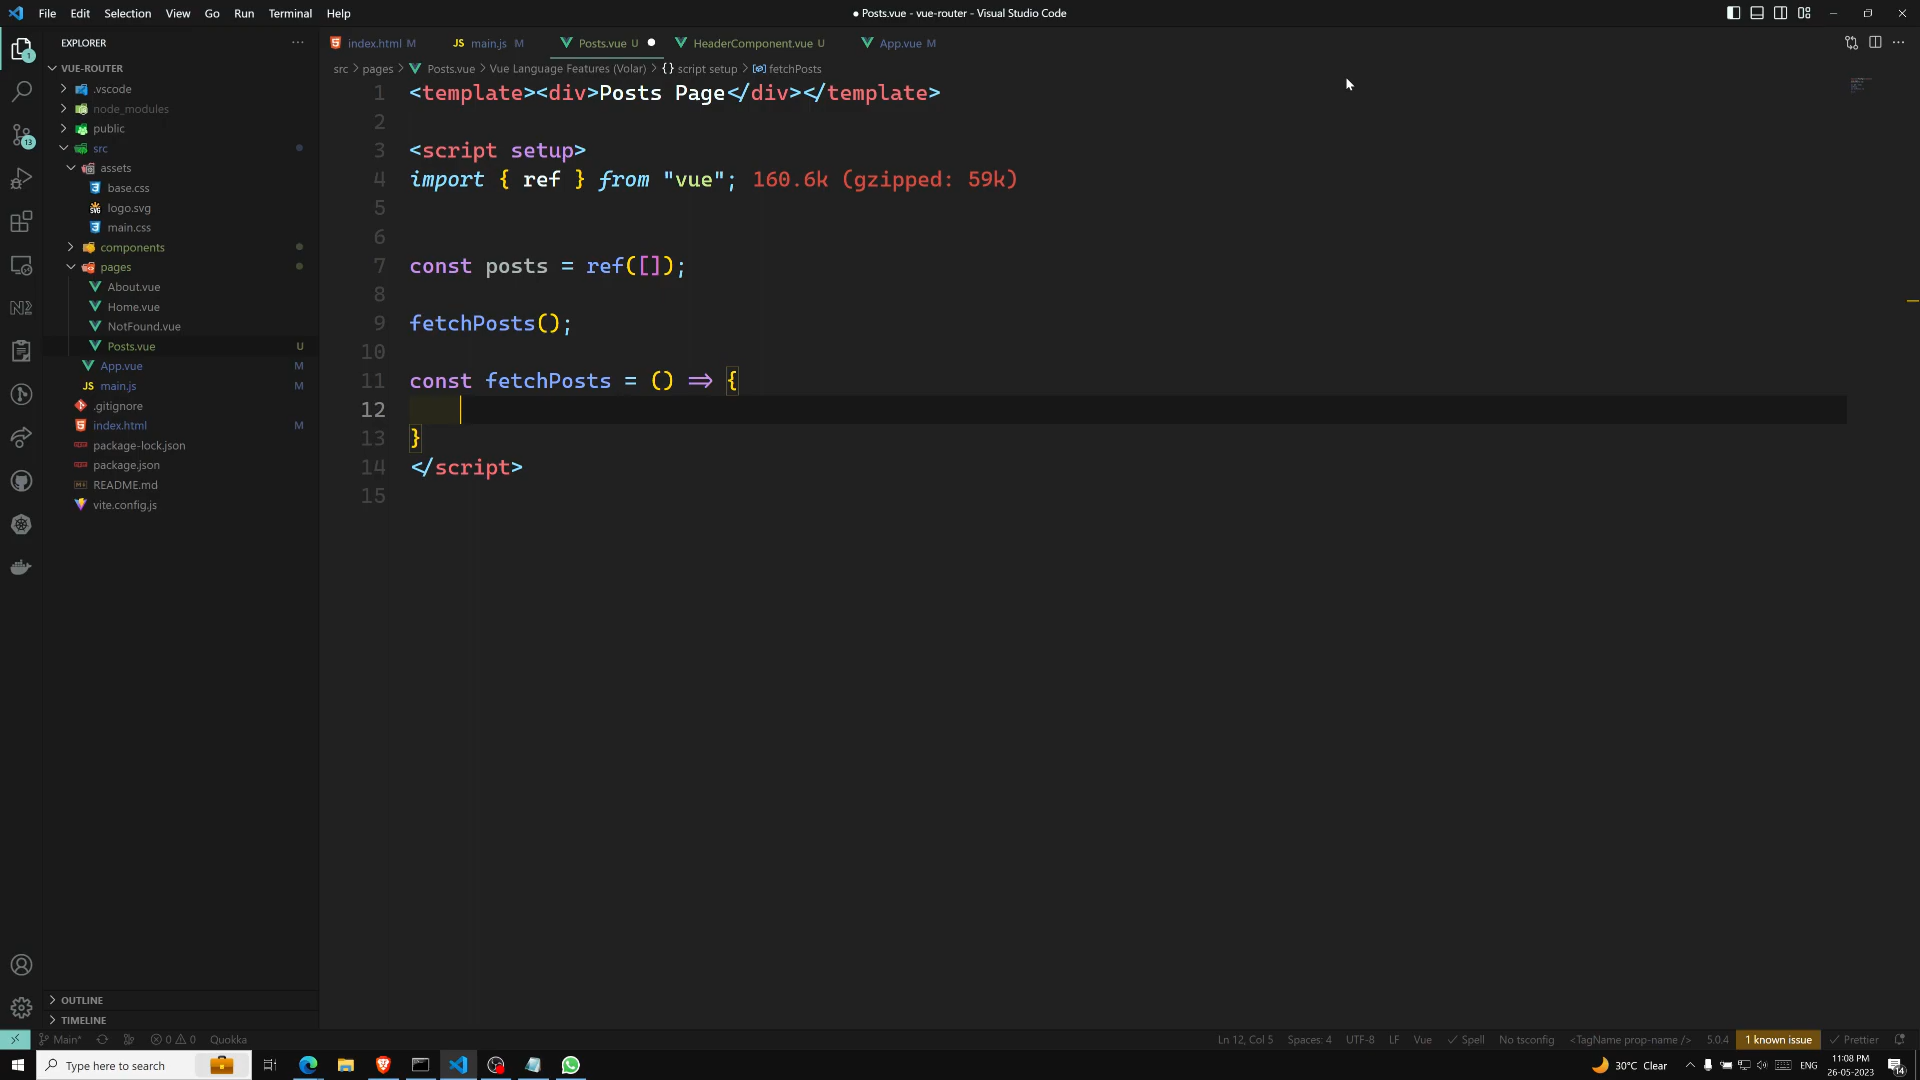 File Edit Selection View Go Run Terminal Help
● Posts.vue - vue-router - Visual Studio Code
EXPLORER
VUE-ROUTER
.vscode
node_modules
public
src
assets
base.css
logo.svg
main.css
components
pages
About.vue
Home.vue
NotFound.vue
Posts.vue U
App.vue M
main.js M
.gitignore
index.html M
package-lock.json
package.json
README.md
vite.config.js
OUTLINE
TIMELINE
index.html M main.js M Posts.vue U HeaderComponent.vue U App.vue M
src > pages > Posts.vue > Vue Language Features (Volar) > {} script setup > fetchPosts
1 <template><div>Posts Page</div></template>
2
3 <script setup>
4 import { ref } from "vue"; 160.6k (gzipped: 59k)
5
6
7 const posts = ref([]);
8
9 fetchPosts();
10
11 const fetchPosts = () => {
12
13 }
14 </script>
15
Main* 0 0 Quokka
Ln 12, Col 5 Spaces: 4 UTF-8 LF Vue Spell No tsconfig <TagName prop-name /> 5.0.4 1 known issue Prettier
Type here to search
30°C Clear ENG 11:08 PM
26-05-2023
14